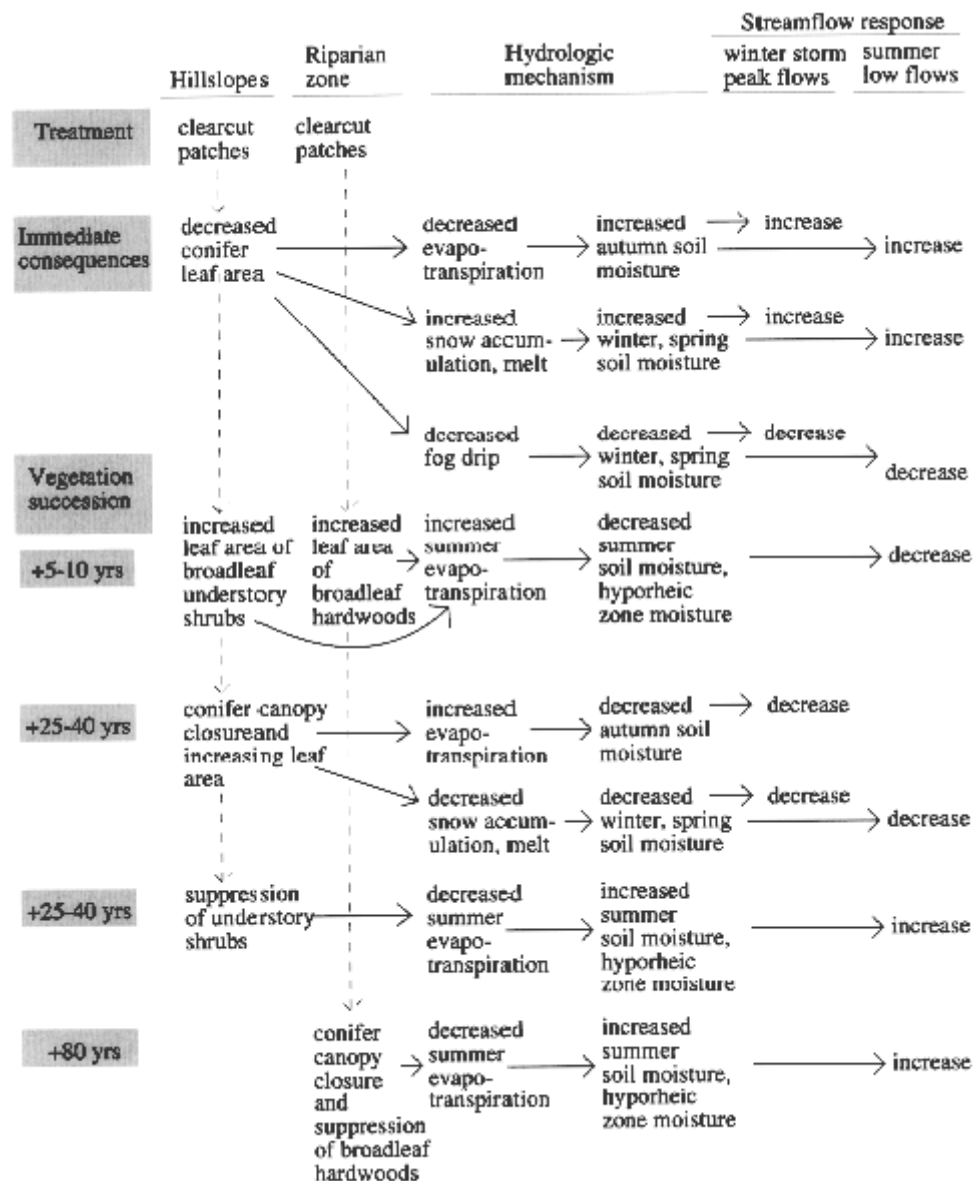 Streamflow response
Hillslopes
Riparian
zone
Hydrologic
mechanism
winter storm
peak flows
summer
low flows
Treatment
clearcut
patches
clearcut
patches
Immediate
consequences
decreased
conifer
leaf area
decreased
evapo-
transpiration
increased
autumn soil
moisture
increase
increase
increased
snow accum-
ulation, melt
increased
winter, spring
soil moisture
increase
increase
decreased
fog drip
decreased
winter, spring
soil moisture
decrease
decrease
Vegetation
succession
+5-10 yrs
increased
leaf area of
broadleaf
understory
shrubs
increased
leaf area
of
broadleaf
hardwoods
increased
summer
evapo-
transpiration
decreased
summer
soil moisture,
hyporheic
zone moisture
decrease
+25-40 yrs
conifer canopy
closure and
increasing leaf
area
increased
evapo-
transpiration
decreased
autumn soil
moisture
decrease
decreased
snow accum-
ulation, melt
decreased
winter, spring
soil moisture
decrease
decrease
+25-40 yrs
suppression
of understory
shrubs
decreased
summer
evapo-
transpiration
increased
summer
soil moisture,
hyporheic
zone moisture
increase
+80 yrs
conifer
canopy
closure
and
suppression
of broadleaf
hardwoods
decreased
summer
evapo-
transpiration
increased
summer
soil moisture,
hyporheic
zone moisture
increase